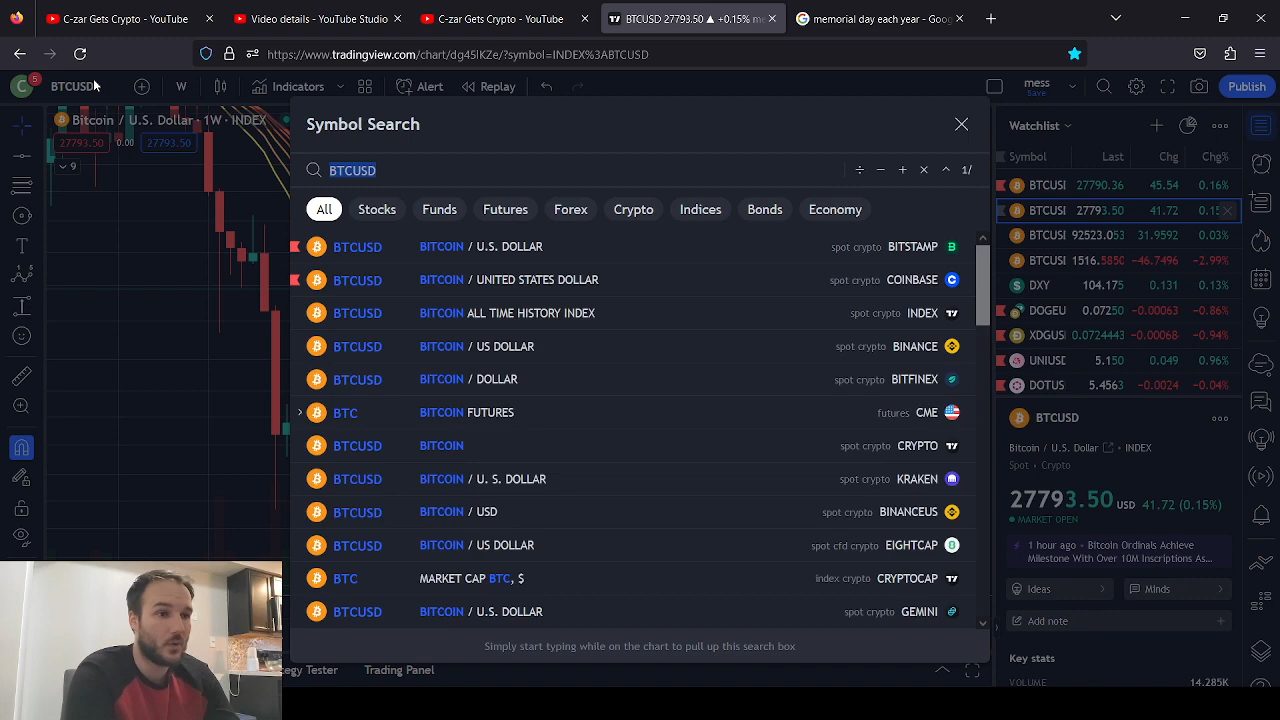 C-zar Gets Crypto - YouTube
Video details - YouTube Studio
C-zar Gets Crypto - YouTube
BTCUSD 27793.50 ▲ +0.15% me
memorial day each year - Goog
https://www.tradingview.com/chart/dg45lKZe/?symbol=INDEX%3ABTCUSD
C
5
BTCUSD
W
Indicators
Alert
Replay
mess
Save
Publish
Bitcoin / U.S. Dollar · 1W · INDEX
27793.50
0.00
27793.50
9
Symbol Search
BTCUSD
÷ − + × ^ 1/
All
Stocks
Funds
Futures
Forex
Crypto
Indices
Bonds
Economy
BTCUSD BITCOIN / U.S. DOLLAR spot crypto BITSTAMP
BTCUSD BITCOIN / UNITED STATES DOLLAR spot crypto COINBASE
BTCUSD BITCOIN ALL TIME HISTORY INDEX spot crypto INDEX
BTCUSD BITCOIN / US DOLLAR spot crypto BINANCE
BTCUSD BITCOIN / DOLLAR spot crypto BITFINEX
BTC BITCOIN FUTURES futures CME
BTCUSD BITCOIN spot crypto CRYPTO
BTCUSD BITCOIN / U. S. DOLLAR spot crypto KRAKEN
BTCUSD BITCOIN / USD spot crypto BINANCEUS
BTCUSD BITCOIN / US DOLLAR spot cfd crypto EIGHTCAP
BTC MARKET CAP BTC, $ index crypto CRYPTOCAP
BTCUSD BITCOIN / U.S. DOLLAR spot crypto GEMINI
Simply start typing while on the chart to pull up this search box
Tester
Trading Panel
Watchlist
Symbol Last Chg Chg%
BTCUSI 27790.36 45.54 0.16%
BTCUSI 27793.50 41.72 0.15
BTCUSI 92523.053 31.9592 0.03%
BTCUSI 1516.5850 -46.7496 -2.99%
DXY 104.175 0.131 0.13%
DOGEU 0.07250 -0.00063 -0.86%
XDGUS 0.0724443 -0.00068 -0.94%
UNIUSD 5.150 0.049 0.96%
DOTUS 5.4563 -0.0024 -0.04%
BTCUSD
Bitcoin / U.S. Dollar · INDEX
Spot · Crypto
27793.50 USD 41.72 (0.15%)
MARKET OPEN
1 hour ago · Bitcoin Ordinals Achieve
Milestone With Over 10M Inscriptions As...
Ideas
Minds
Add note
Key stats
VOLUME 14.285K